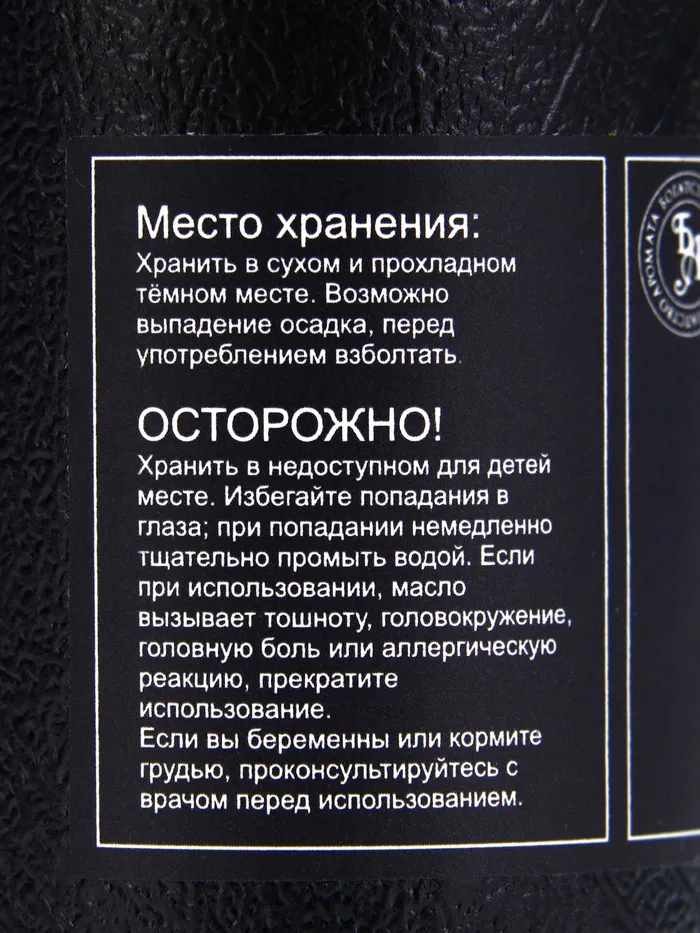 Место хранения:
Хранить в сухом и прохладном
тёмном месте. Возможно
выпадение осадка, перед
употреблением взболтать.
ОСТОРОЖНО!
Хранить в недоступном для детей
месте. Избегайте попадания в
глаза; при попадании немедленно
тщательно промыть водой. Если
при использовании, масло
вызывает тошноту, головокружение,
головную боль или аллергическую
реакцию, прекратите
использование.
Если вы беременны или кормите
грудью, проконсультируйтесь с
врачом перед использованием.
АРОМАТА